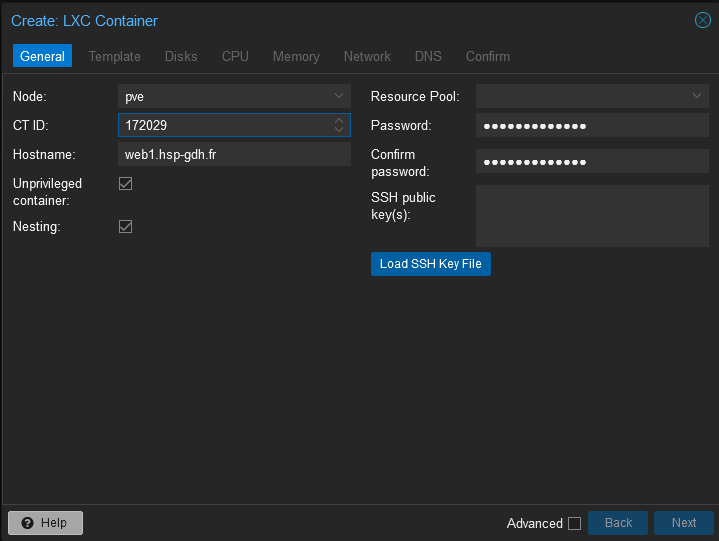 Create: LXC Container
General Template Disks CPU Memory Network DNS Confirm
Node: pve
CT ID: 172029
Hostname: web1.hsp-gdh.fr
Unprivileged
container:
Nesting:
Resource Pool:
Password: ●●●●●●●●●●●●●
Confirm
password: ●●●●●●●●●●●●●
SSH public
key(s):
Load SSH Key File
? Help
Advanced Back Next